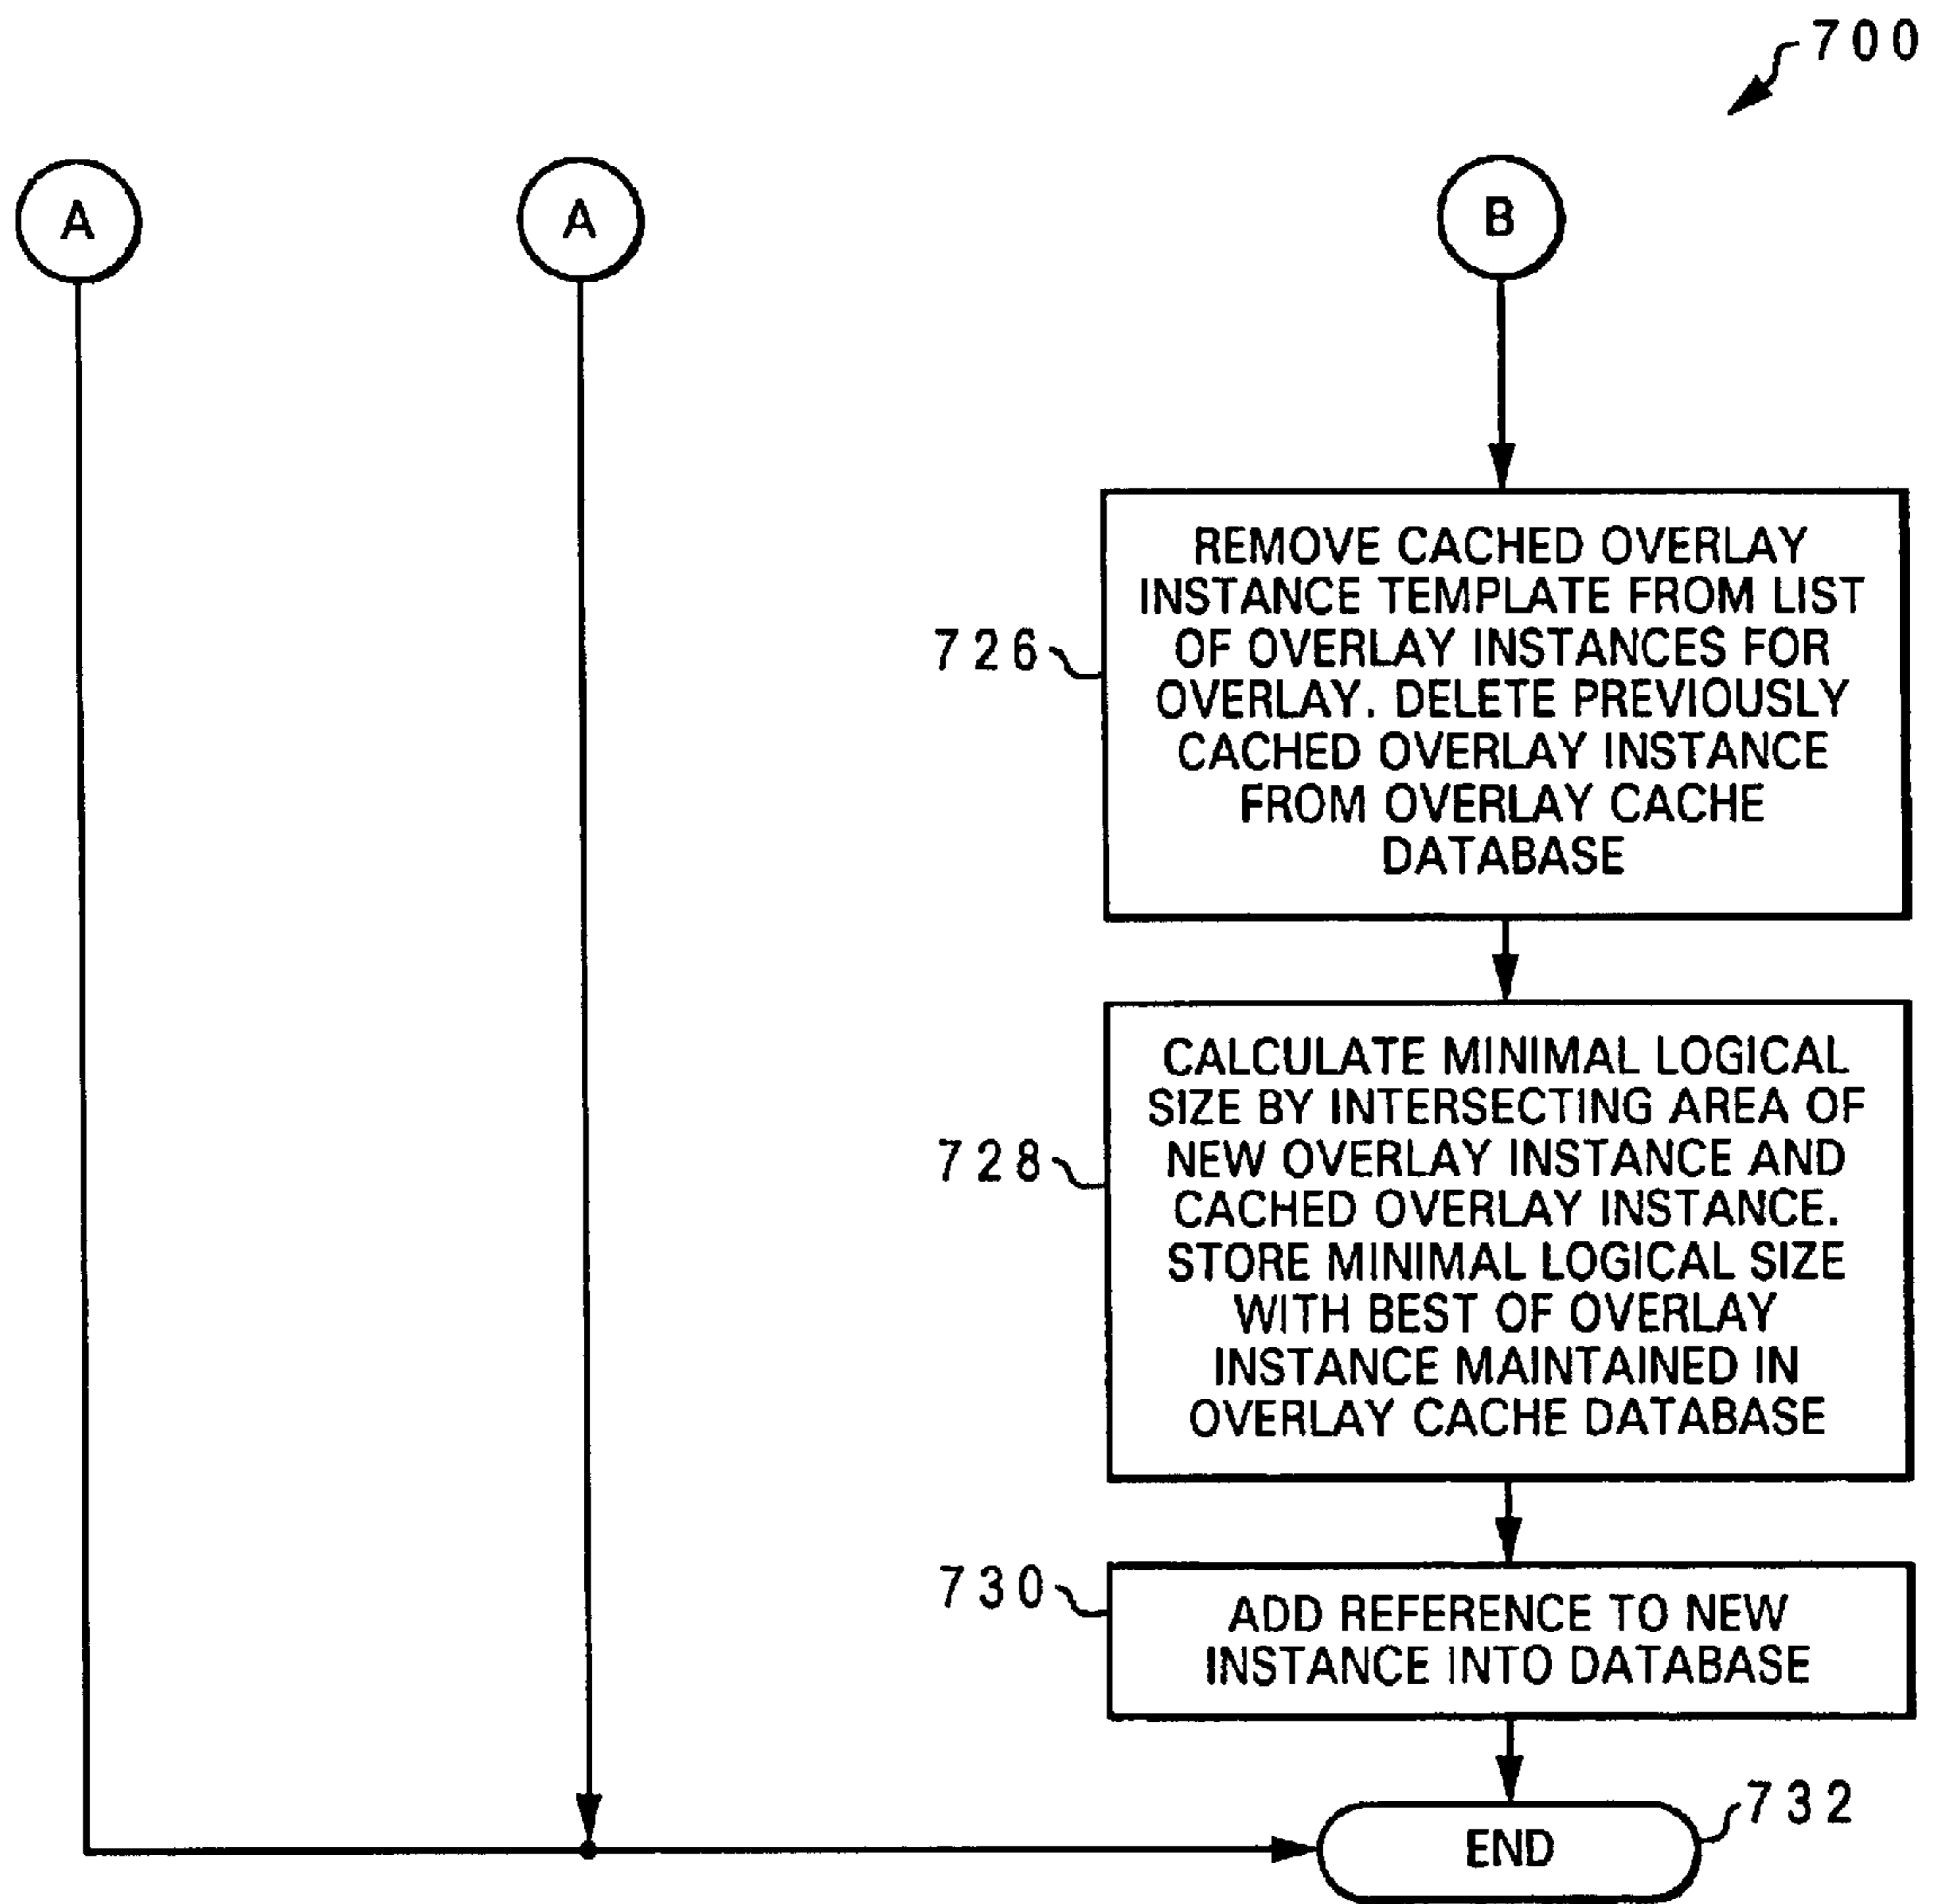 700
A
A
B
726
REMOVE CACHED OVERLAY
INSTANCE TEMPLATE FROM LIST
OF OVERLAY INSTANCES FOR
OVERLAY. DELETE PREVIOUSLY
CACHED OVERLAY INSTANCE
FROM OVERLAY CACHE
DATABASE
728
CALCULATE MINIMAL LOGICAL
SIZE BY INTERSECTING AREA OF
NEW OVERLAY INSTANCE AND
CACHED OVERLAY INSTANCE.
STORE MINIMAL LOGICAL SIZE
WITH BEST OF OVERLAY
INSTANCE MAINTAINED IN
OVERLAY CACHE DATABASE
730
ADD REFERENCE TO NEW
INSTANCE INTO DATABASE
732
END